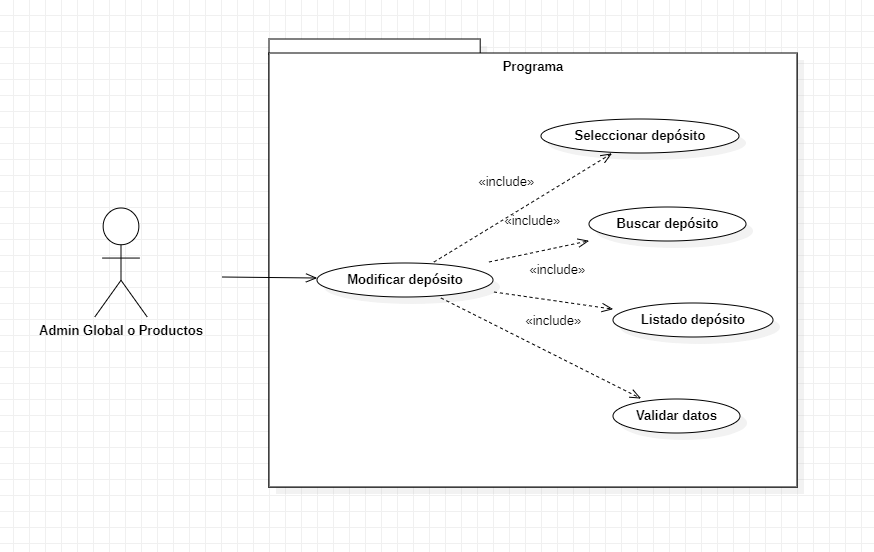 Programa
Seleccionar depósito
«include»
Buscar depósito
«include»
«include»
Modificar depósito
Listado depósito
«include»
Admin Global o Productos
Validar datos